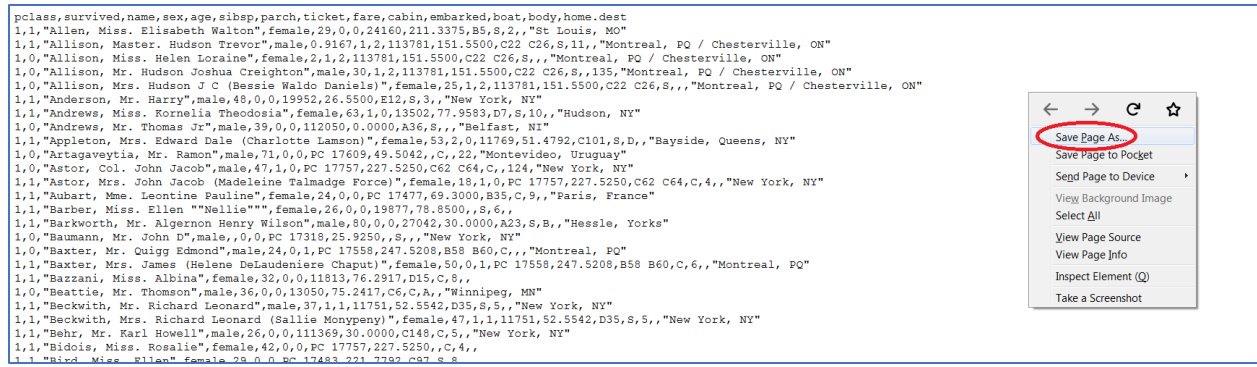 pclass,survived,name,sex,age,sibsp,parch,ticket,fare,cabin,embarked,boat,body,home.dest
1,1,"Allen, Miss. Elisabeth Walton",female,29,0,0,24160,211.3375,B5,S,2,,"St Louis, MO"
1,1,"Allison, Master. Hudson Trevor",male,0.9167,1,2,113781,151.5500,C22 C26,S,11,,"Montreal, PQ / Chesterville, ON"
1,0,"Allison, Miss. Helen Loraine",female,2,1,2,113781,151.5500,C22 C26,S,,,"Montreal, PQ / Chesterville, ON"
1,0,"Allison, Mr. Hudson Joshua Creighton",male,30,1,2,113781,151.5500,C22 C26,S,,135,"Montreal, PQ / Chesterville, ON"
1,0,"Allison, Mrs. Hudson J C (Bessie Waldo Daniels)",female,25,1,2,113781,151.5500,C22 C26,S,,,"Montreal, PQ / Chesterville, ON"
1,1,"Anderson, Mr. Harry",male,48,0,0,19952,26.5500,E12,S,3,,"New York, NY"
1,1,"Andrews, Miss. Kornelia Theodosia",female,63,1,0,13502,77.9583,D7,S,10,,"Hudson, NY"
1,0,"Andrews, Mr. Thomas Jr",male,39,0,0,112050,0.0000,A36,S,,,"Belfast, NI"
1,1,"Appleton, Mrs. Edward Dale (Charlotte Lamson)",female,53,2,0,11769,51.4792,C101,S,D,,"Bayside, Queens, NY"
1,0,"Artagaveytia, Mr. Ramon",male,71,0,0,PC 17609,49.5042,,C,,22,"Montevideo, Uruguay"
1,0,"Astor, Col. John Jacob",male,47,1,0,PC 17757,227.5250,C62 C64,C,,124,"New York, NY"
1,1,"Astor, Mrs. John Jacob (Madeleine Talmadge Force)",female,18,1,0,PC 17757,227.5250,C62 C64,C,4,,"New York, NY"
1,1,"Aubart, Mme. Leontine Pauline",female,24,0,0,PC 17477,69.3000,B35,C,9,,"Paris, France"
1,1,"Barber, Miss. Ellen ""Nellie""",female,26,0,0,19877,78.8500,,S,6,,
1,1,"Barkworth, Mr. Algernon Henry Wilson",male,80,0,0,27042,30.0000,A23,S,B,,"Hessle, Yorks"
1,0,"Baumann, Mr. John D",male,,0,0,PC 17318,25.9250,,S,,,"New York, NY"
1,0,"Baxter, Mr. Quigg Edmond",male,24,0,1,PC 17558,247.5208,B58 B60,C,,,"Montreal, PQ"
1,1,"Baxter, Mrs. James (Helene DeLaudeniere Chaput)",female,50,0,1,PC 17558,247.5208,B58 B60,C,6,,"Montreal, PQ"
1,1,"Bazzani, Miss. Albina",female,32,0,0,11813,76.2917,D15,C,8,,
1,0,"Beattie, Mr. Thomson",male,36,0,0,13050,75.2417,C6,C,A,,"Winnipeg, MN"
1,1,"Beckwith, Mr. Richard Leonard",male,37,1,1,11751,52.5542,D35,S,5,,"New York, NY"
1,1,"Beckwith, Mrs. Richard Leonard (Sallie Monypeny)",female,47,1,1,11751,52.5542,D35,S,5,,"New York, NY"
1,1,"Behr, Mr. Karl Howell",male,26,0,0,111369,30.0000,C148,C,5,,"New York, NY"
1,1,"Bidois, Miss. Rosalie",female,42,0,0,PC 17757,227.5250,,C,4,,
1,1,"Bird, Miss. Ellen",female,29,0,0,PC 17483,221.7792,C97,S,8
Save Page As...
Save Page to Pocket
Send Page to Device
View Background Image
Select All
View Page Source
View Page Info
Inspect Element (Q)
Take a Screenshot